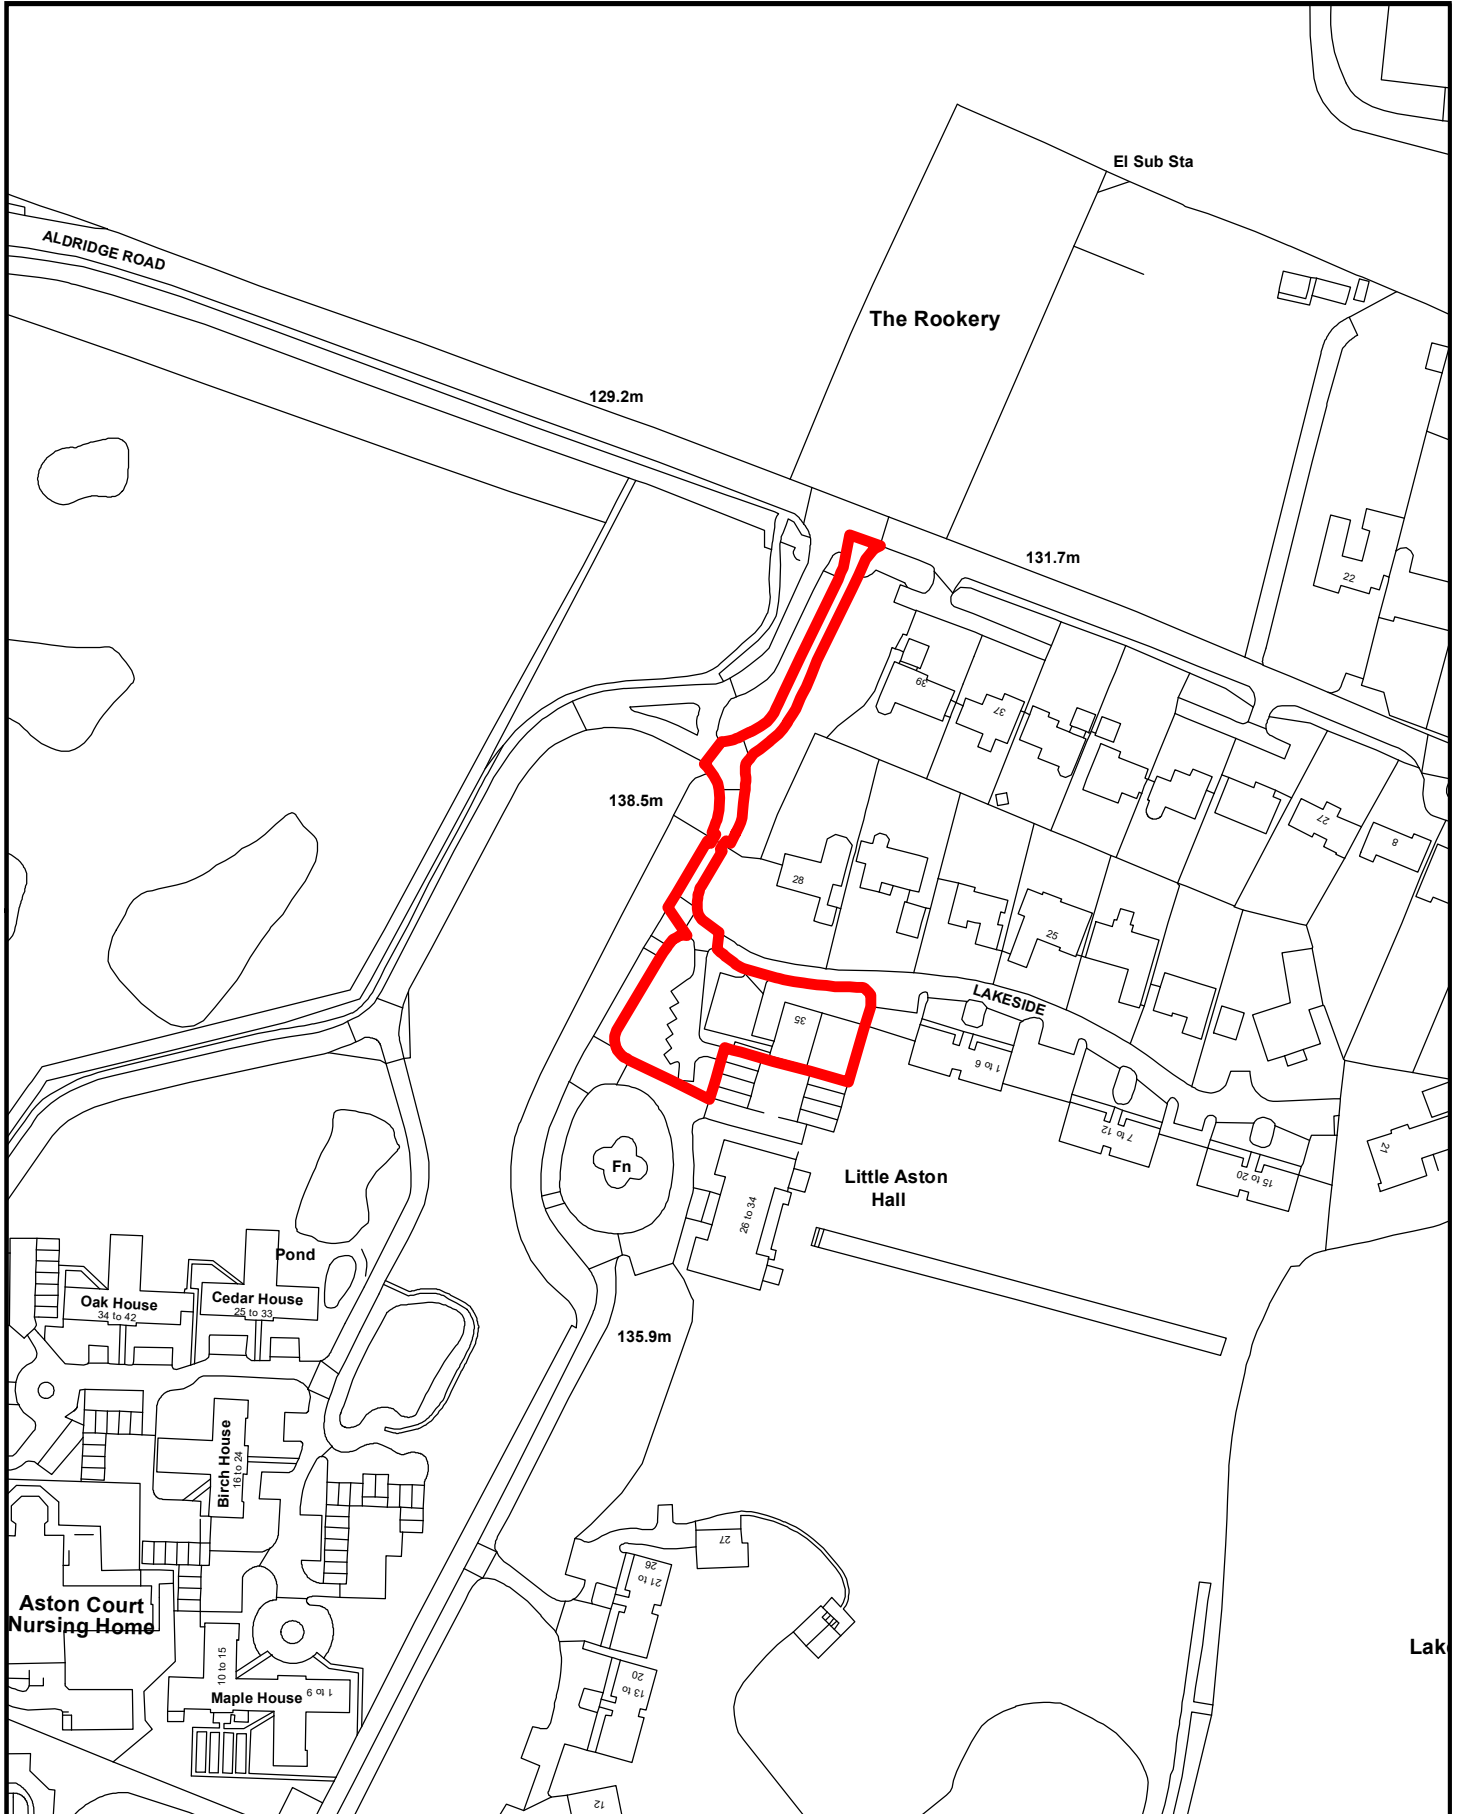 El Sub Sta
ALDRIDGE ROAD
The Rookery
129.2m
131.7m
22
39
37
138.5m
27
8
28
25
LAKESIDE
35
1 to 6
7 to 12
15 to 20
21
Fn
Little Aston
Hall
26 to 34
Pond
Oak House
34 to 42
Cedar House
25 to 33
135.9m
Birch House
16 to 24
27
21 to
26
Aston Court
Nursing Home
10 to 15
Maple House
1 to 9
13 to
20
Lak
12